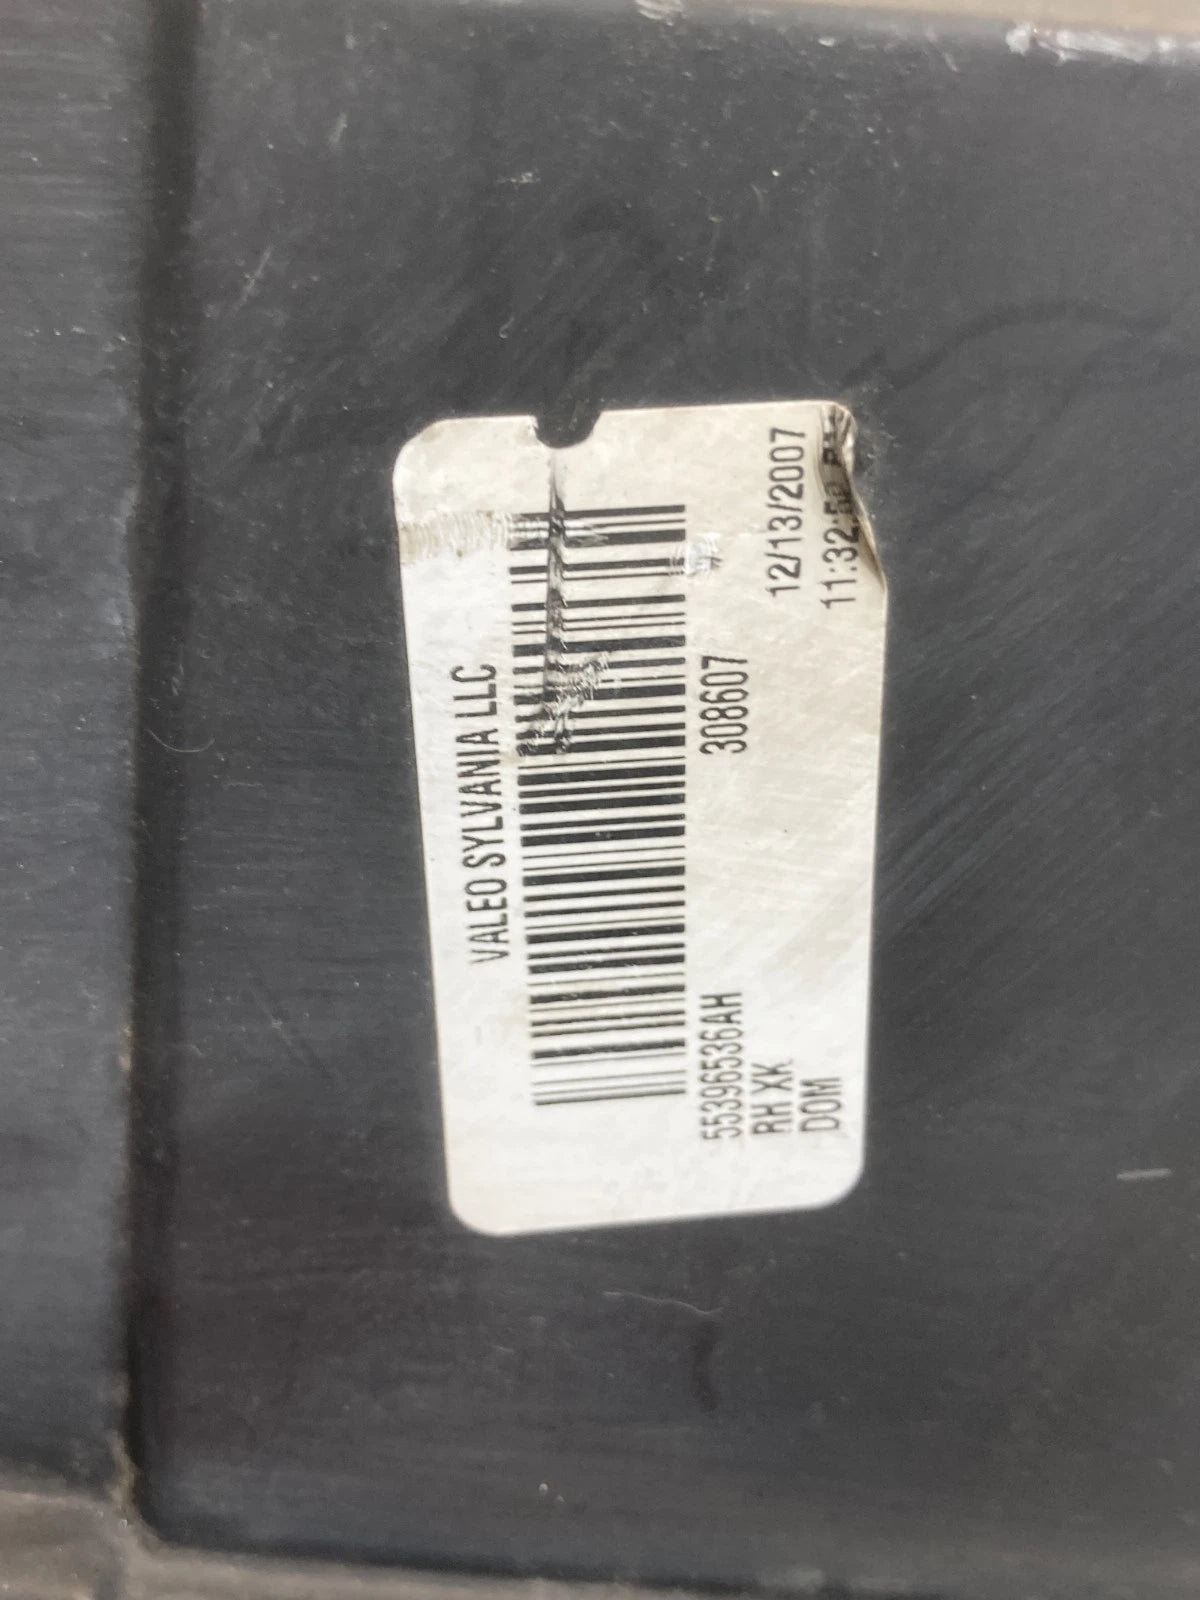 VALEO SYLVANIA LLC
55396536AH 308607
RH XK 12/13/2007
DOM